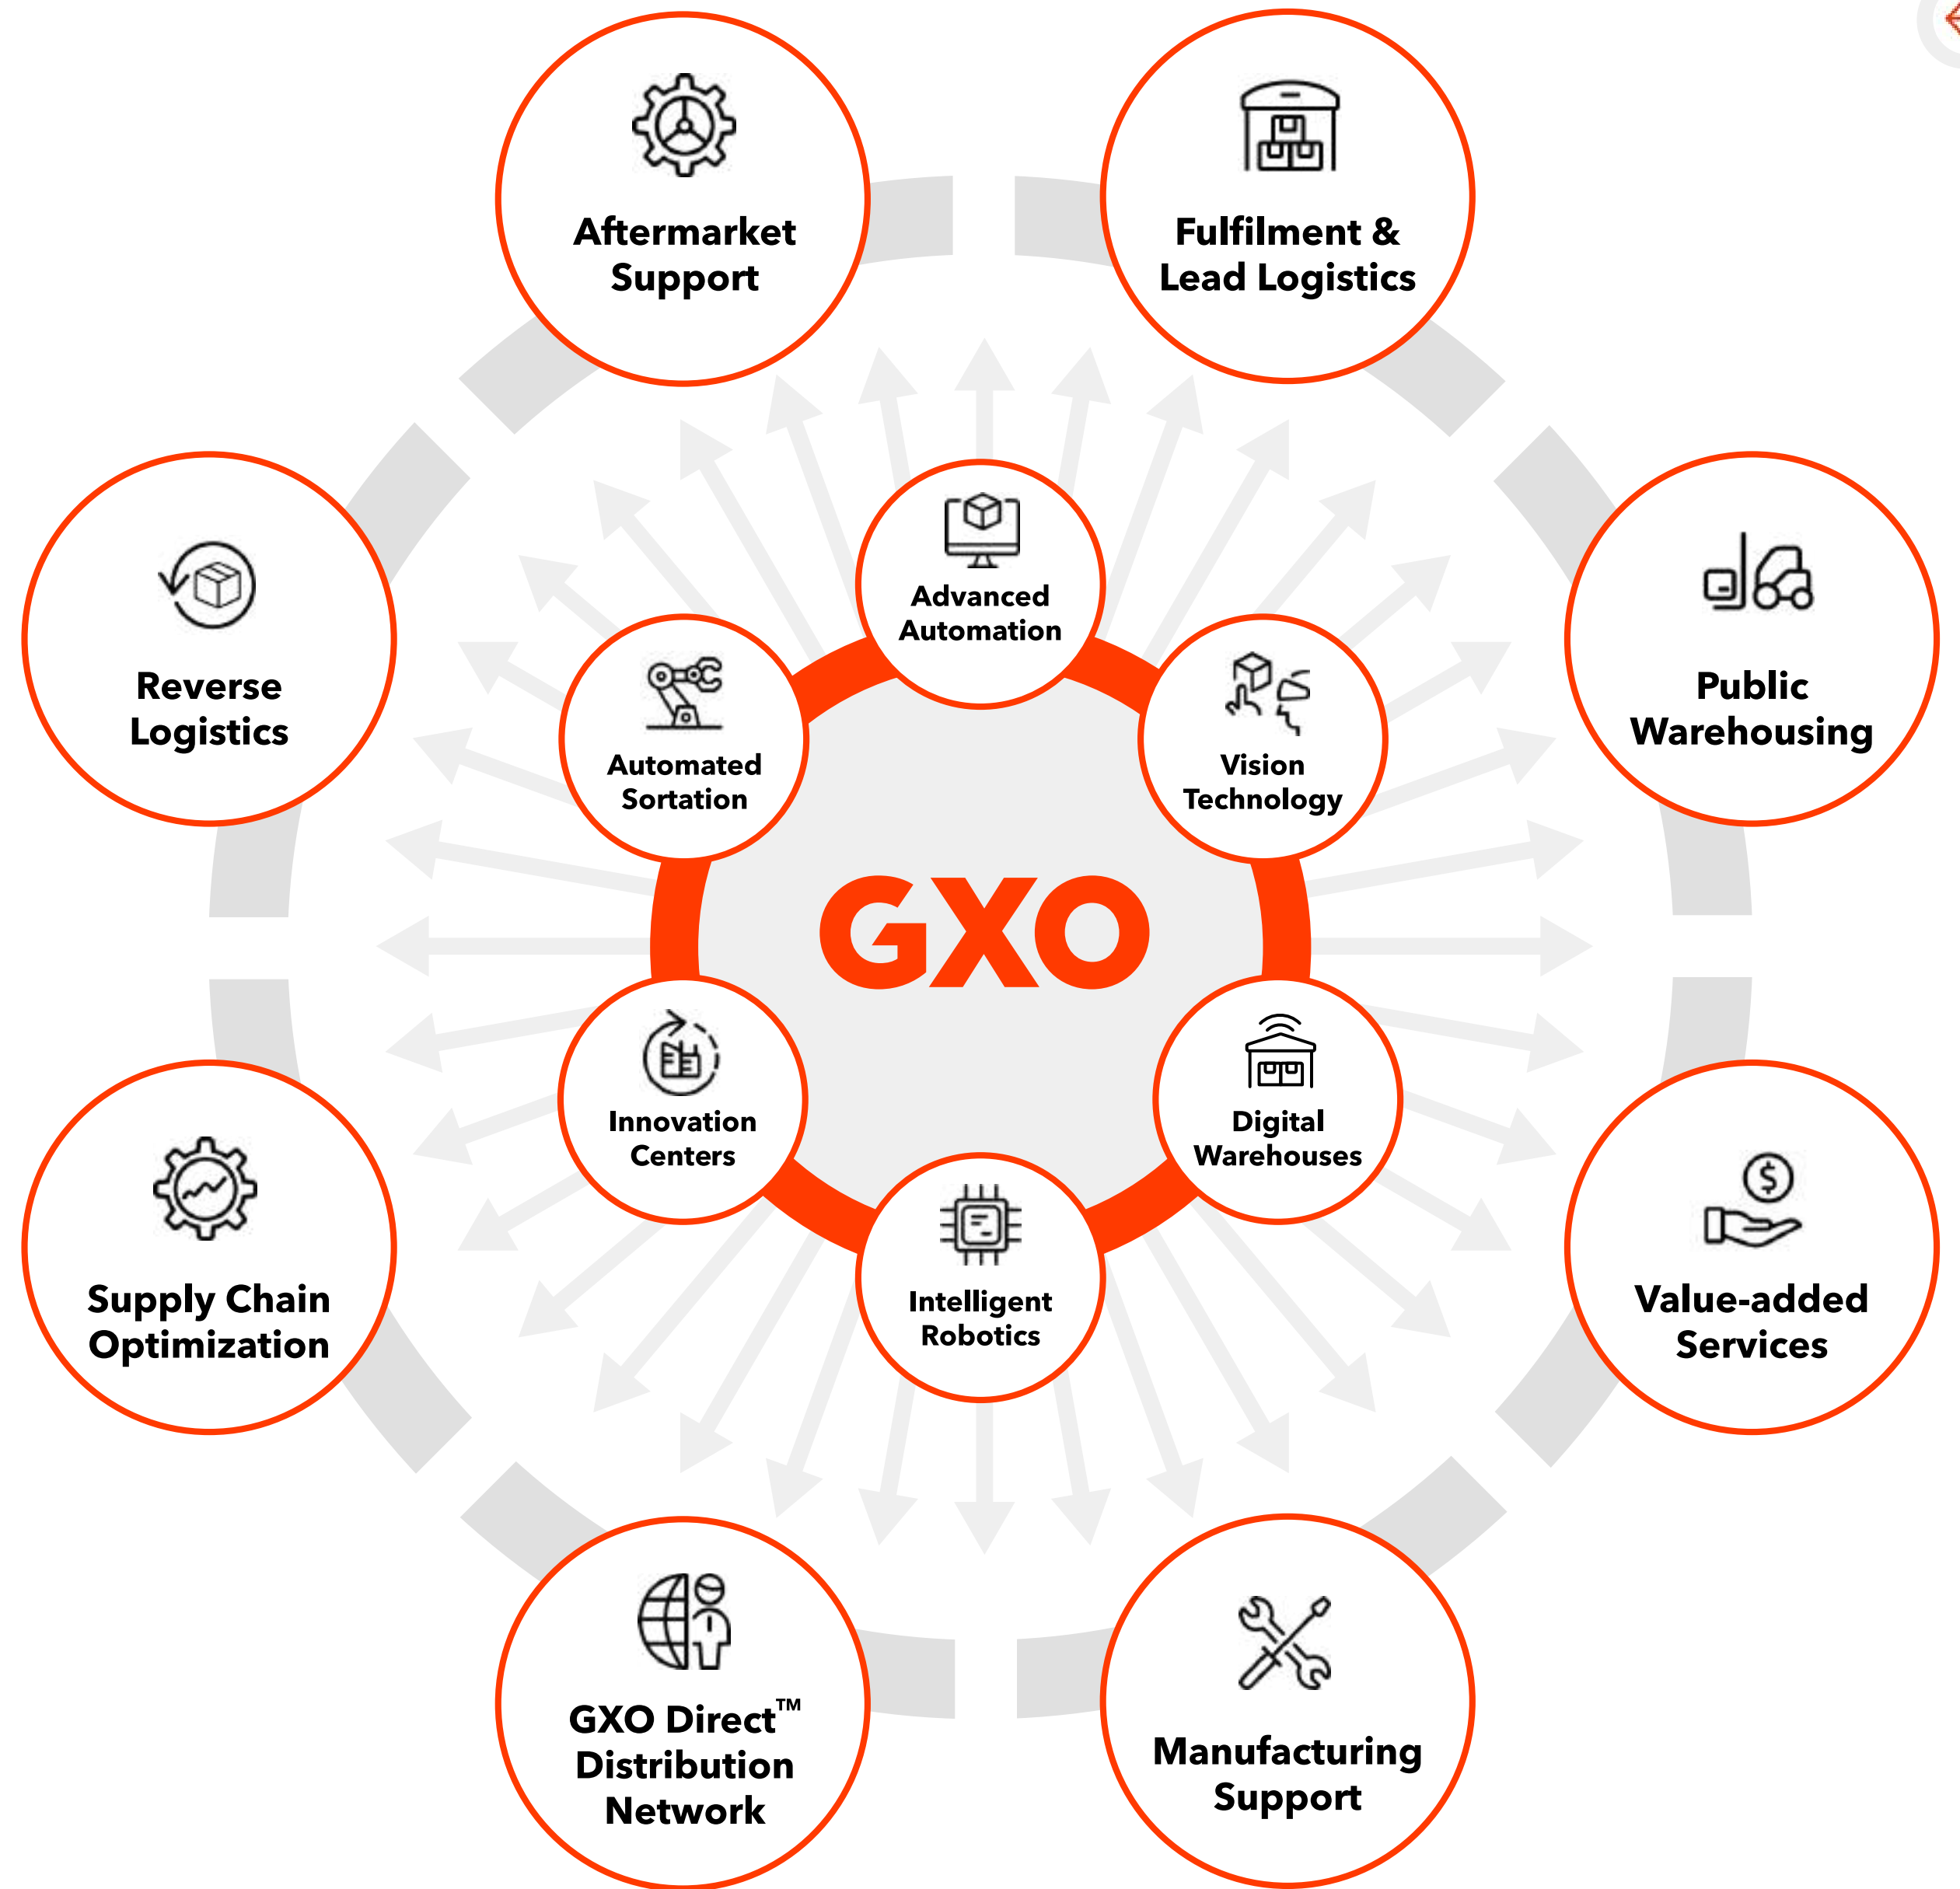 Aftermarket
Support
Fulfilment &
Lead Logistics
Reverse
Logistics
Advanced
Automation
Public
Warehousing
Automated
Sortation
Vision
Technology
GXO
Innovation
Centers
Digital
Warehouses
Supply Chain
Optimization
Intelligent
Robotics
Value-added
Services
GXO Direct™
Distribution
Network
Manufacturing
Support